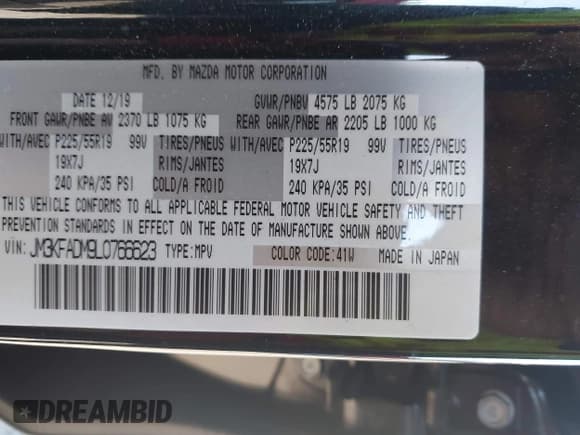 MFD. BY MAZDA MOTOR CORPORATION
DATE 12/19 GVWR/PNBV 4575 LB 2075 KG
FRONT GAWR/PNBE AV 2370 LB 1075 KG REAR GAWR/PNBE AR 2205 LB 1000 KG
WITH/AVEC P225/55R19 99V TIRES/PNEUS WITH/AVEC P225/55R19 99V TIRES/PNEUS
19X7J RIMS/JANTES 19X7J RIMS/JANTES
240 KPA/35 PSI COLD/A FROID 240 KPA/35 PSI COLD/A FROID
THIS VEHICLE CONFORMS TO ALL APPLICABLE FEDERAL MOTOR VEHICLE SAFETY AND THEFT
PREVENTION STANDARDS IN EFFECT ON THE DATE OF MANUFACTURE SHOWN ABOVE.
VIN: JM3KFADM9L0766623 TYPE:MPV COLOR CODE:41W MADE IN JAPAN
DREAMBID